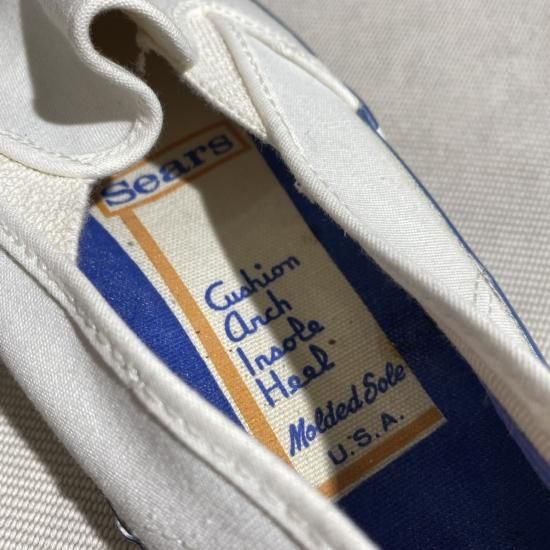 Sears
Cushion
Arch
Insole
Heel
Molded Sole
U.S.A.